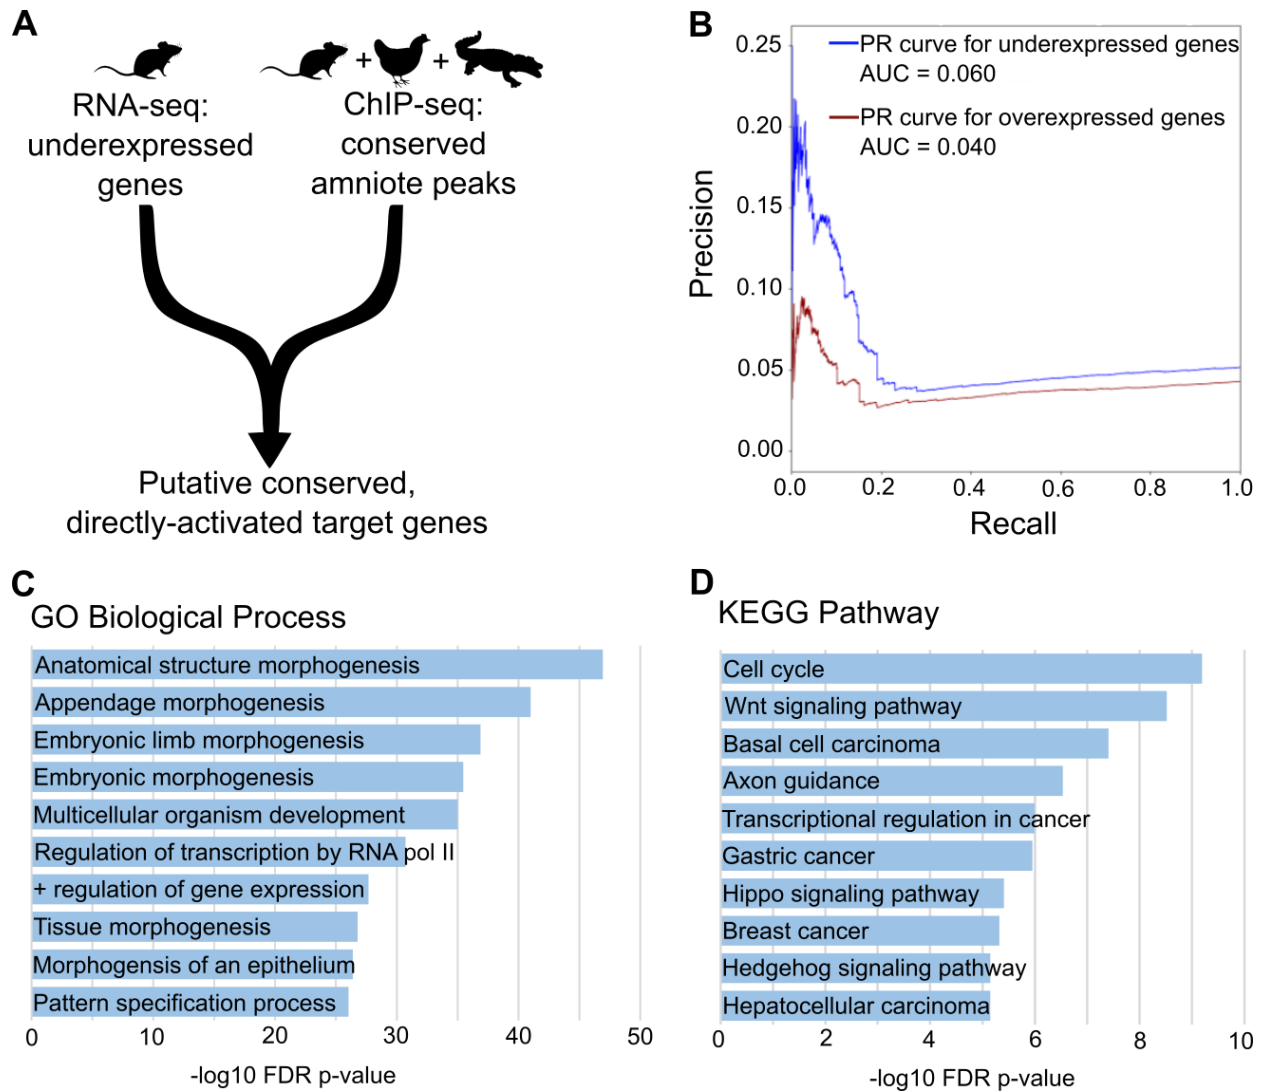 A
RNA-seq:
underexpressed
genes
+ +
ChIP-seq:
conserved
amniote peaks
Putative conserved,
directly-activated target genes
B
PR curve for underexpressed genes
AUC = 0.060
PR curve for overexpressed genes
AUC = 0.040
Precision
0.25
0.20
0.15
0.10
0.05
0.00
0.0 0.2 0.4 0.6 0.8 1.0
Recall
C
GO Biological Process
Anatomical structure morphogenesis
Appendage morphogenesis
Embryonic limb morphogenesis
Embryonic morphogenesis
Multicellular organism development
Regulation of transcription by RNA pol II
+ regulation of gene expression
Tissue morphogenesis
Morphogensis of an epithelium
Pattern specification process
0 10 20 30 40 50
-log10 FDR p-value
D
KEGG Pathway
Cell cycle
Wnt signaling pathway
Basal cell carcinoma
Axon guidance
Transcriptional regulation in cancer
Gastric cancer
Hippo signaling pathway
Breast cancer
Hedgehog signaling pathway
Hepatocellular carcinoma
0 2 4 6 8 10
-log10 FDR p-value